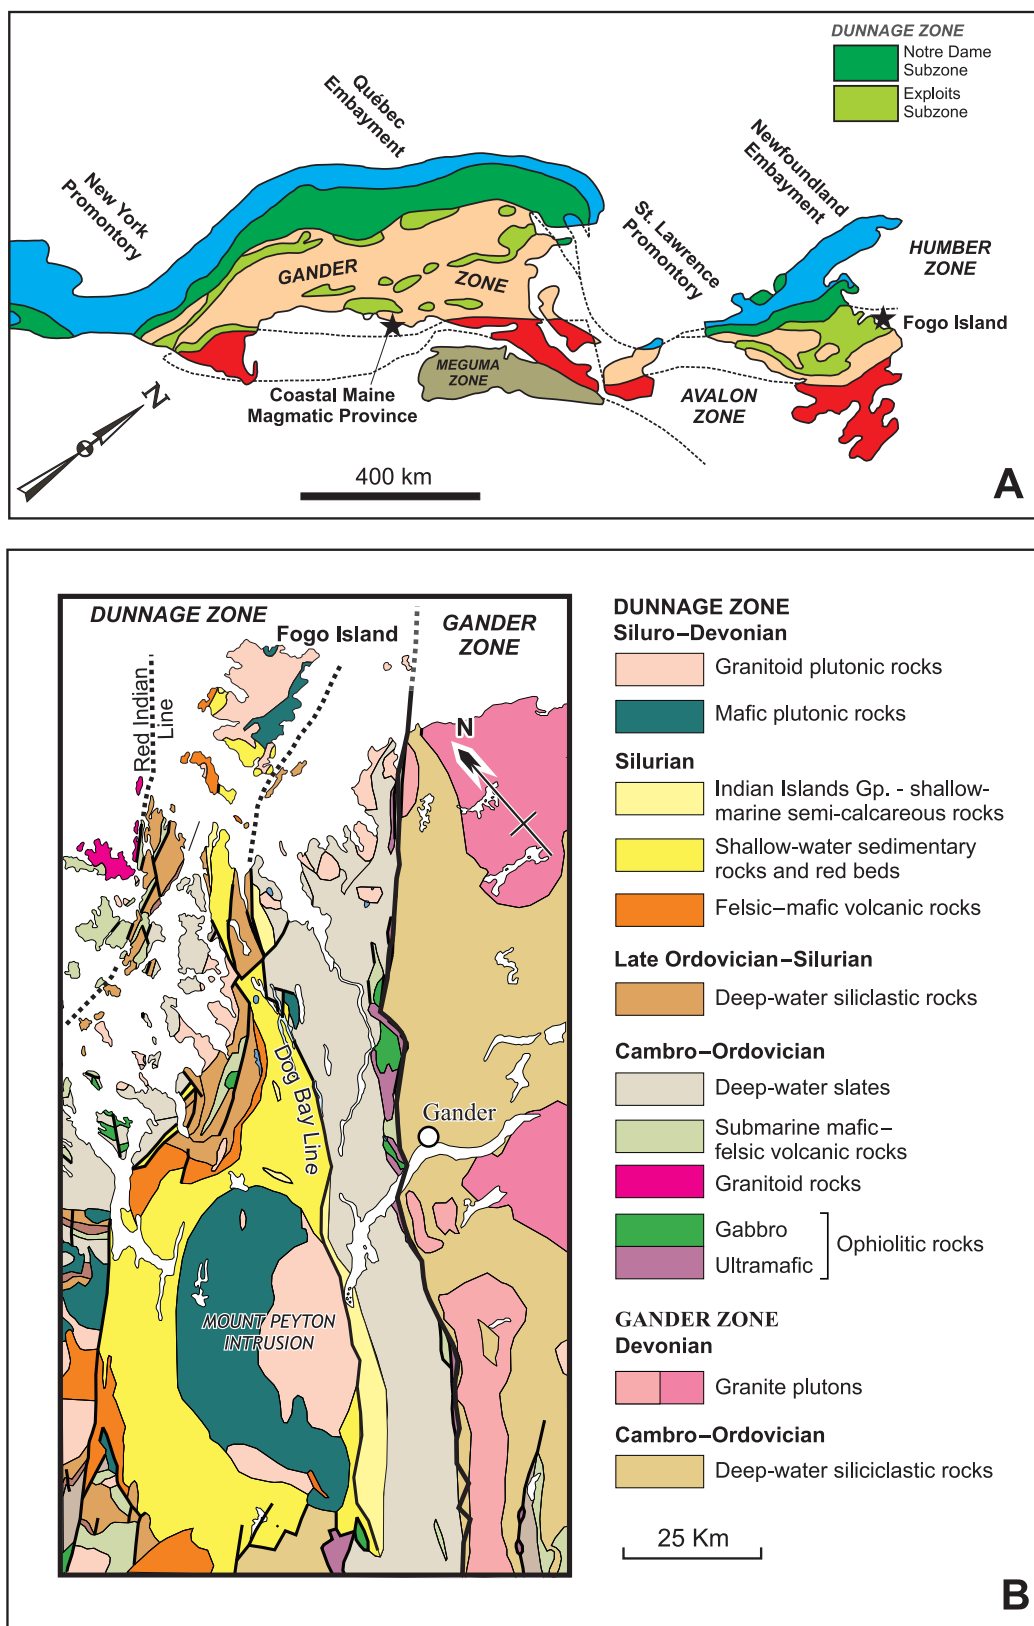 DUNNAGE ZONE
Notre Dame
Subzone
Exploits
Subzone
Québec
Embayment
New York
Promontory
Newfoundland
Embayment
St. Lawrence
Promontory
HUMBER
ZONE
GANDER ZONE
Fogo Island
MEGUMA
ZONE
AVALON
ZONE
Coastal Maine
Magmatic Province
N
400 km
A
DUNNAGE ZONE
Fogo Island
GANDER
ZONE
Red Indian
Line
N
Dog Bay Line
Gander
MOUNT PEYTON
INTRUSION
DUNNAGE ZONE
Siluro–Devonian
Granitoid plutonic rocks
Mafic plutonic rocks
Silurian
Indian Islands Gp. - shallow-
marine semi-calcareous rocks
Shallow-water sedimentary
rocks and red beds
Felsic–mafic volcanic rocks
Late Ordovician–Silurian
Deep-water siliclastic rocks
Cambro–Ordovician
Deep-water slates
Submarine mafic–
felsic volcanic rocks
Granitoid rocks
Gabbro
Ultramafic
Ophiolitic rocks
GANDER ZONE
Devonian
Granite plutons
Cambro–Ordovician
Deep-water siliciclastic rocks
25 Km
B